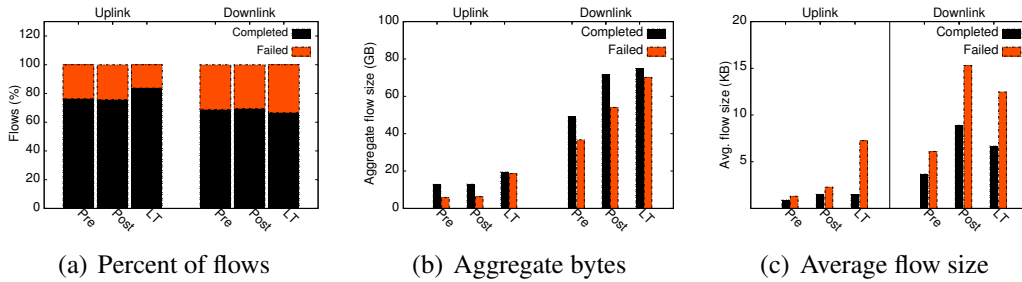 Uplink Downlink
Completed
Failed
120
100
80
60
40
20
0
Flows (%)
Pre Post LT Pre Post LT
(a) Percent of flows
Uplink Downlink
Completed
Failed
100
80
60
40
20
0
Aggregate flow size (GB)
Pre Post LT Pre Post LT
(b) Aggregate bytes
Uplink Downlink
Completed
Failed
20
15
10
5
Avg. flow size (KB)
Pre Post LT Pre Post LT
(c) Average flow size